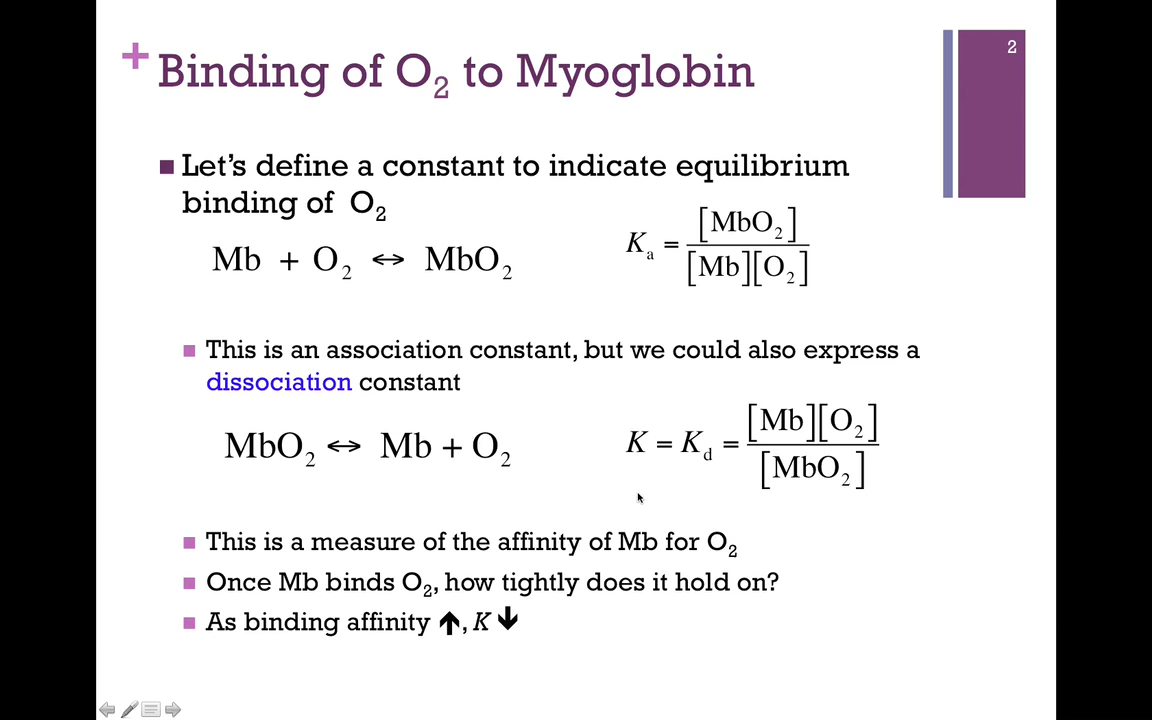 2
+ Binding of O₂ to Myoglobin
■ Let's define a constant to indicate equilibrium
binding of O₂
Mb + O₂ ↔ MbO₂
Kₐ = [MbO₂] / [Mb][O₂]
■ This is an association constant, but we could also express a
dissociation constant
MbO₂ ↔ Mb + O₂
K = K_d = [Mb][O₂] / [MbO₂]
■ This is a measure of the affinity of Mb for O₂
■ Once Mb binds O₂, how tightly does it hold on?
■ As binding affinity 🡅, K 🡇